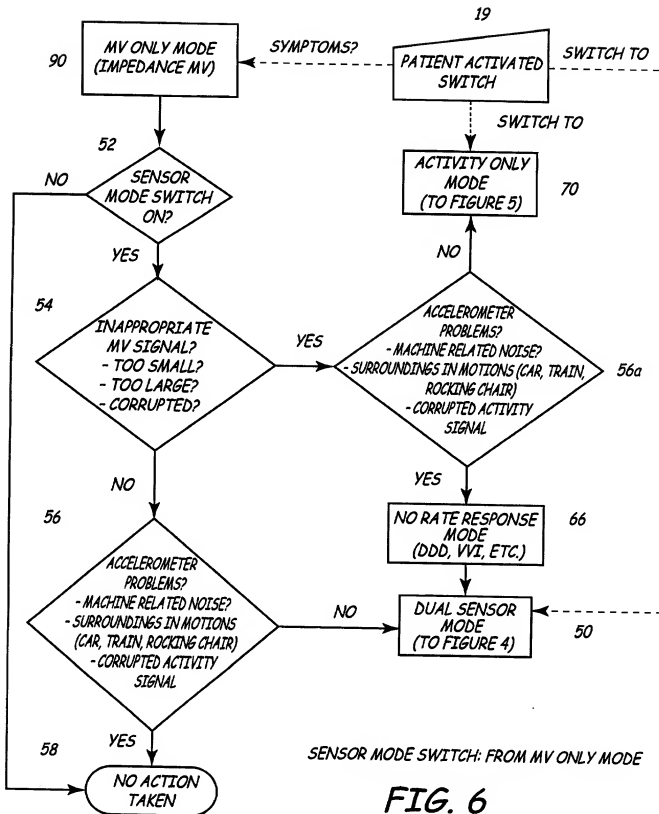 19
90
MV ONLY MODE
(IMPEDANCE MV)
SYMPTOMS?
PATIENT ACTIVATED
SWITCH
SWITCH TO
SWITCH TO
52
SENSOR
MODE SWITCH
ON?
NO
YES
ACTIVITY ONLY
MODE
(TO FIGURE 5)
70
NO
54
INAPPROPRIATE
MV SIGNAL?
- TOO SMALL?
- TOO LARGE?
- CORRUPTED?
YES
ACCELEROMETER
PROBLEMS?
- MACHINE RELATED NOISE?
- SURROUNDINGS IN MOTIONS (CAR, TRAIN,
ROCKING CHAIR)
- CORRUPTED ACTIVITY
SIGNAL
56a
NO
YES
56
NO RATE RESPONSE
MODE
(DDD, VVI, ETC.)
66
ACCELEROMETER
PROBLEMS?
- MACHINE RELATED NOISE?
- SURROUNDINGS IN MOTIONS
(CAR, TRAIN, ROCKING CHAIR)
- CORRUPTED ACTIVITY
SIGNAL
NO
DUAL SENSOR
MODE
(TO FIGURE 4)
50
58
YES
NO ACTION
TAKEN
SENSOR MODE SWITCH: FROM MV ONLY MODE
FIG. 6